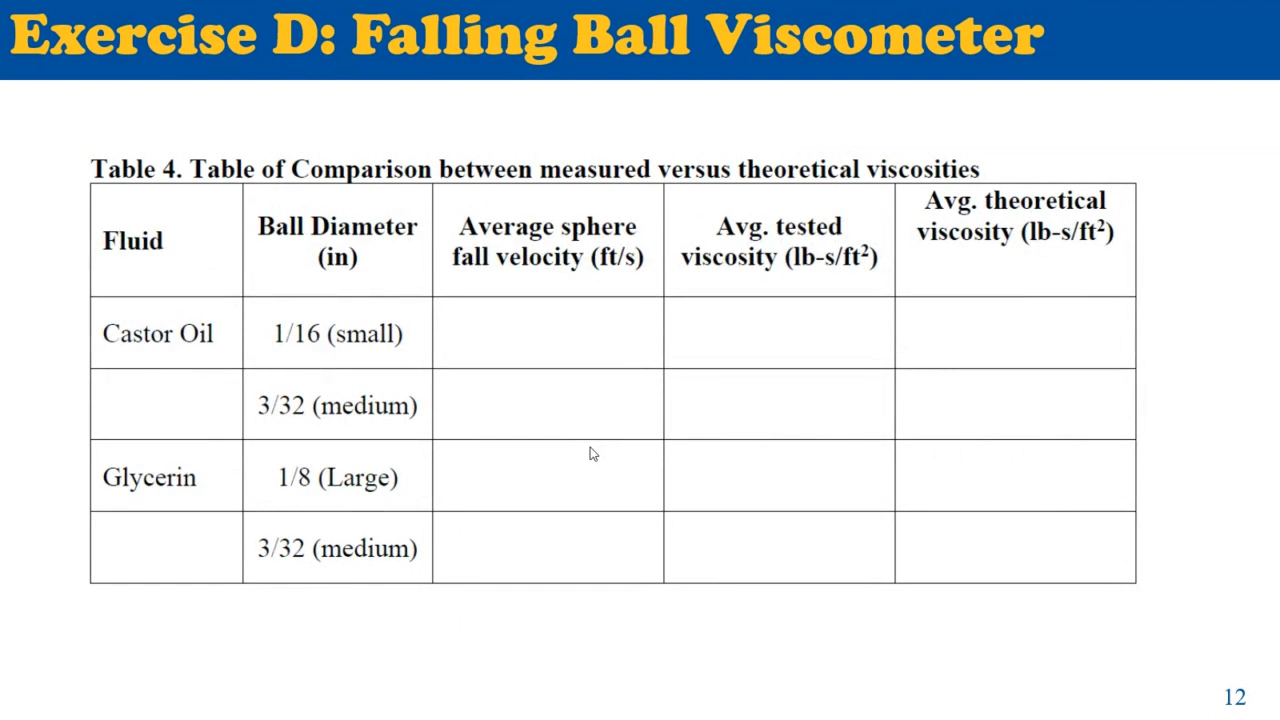 Exercise D: Falling Ball Viscometer
Table 4. Table of Comparison between measured versus theoretical viscosities
Fluid
Ball Diameter
(in)
Average sphere
fall velocity (ft/s)
Avg. tested
viscosity (lb-s/ft²)
Avg. theoretical
viscosity (lb-s/ft²)
Castor Oil
1/16 (small)
3/32 (medium)
Glycerin
1/8 (Large)
3/32 (medium)
12